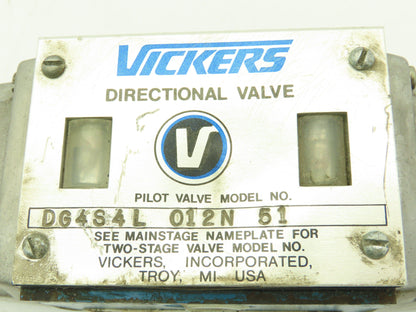 VICKERS
DIRECTIONAL VALVE
V
PILOT VALVE MODEL NO.
DG4S4L 012N 51
SEE MAINSTAGE NAMEPLATE FOR
TWO-STAGE VALVE MODEL NO.
VICKERS, INCORPORATED,
TROY, MI USA